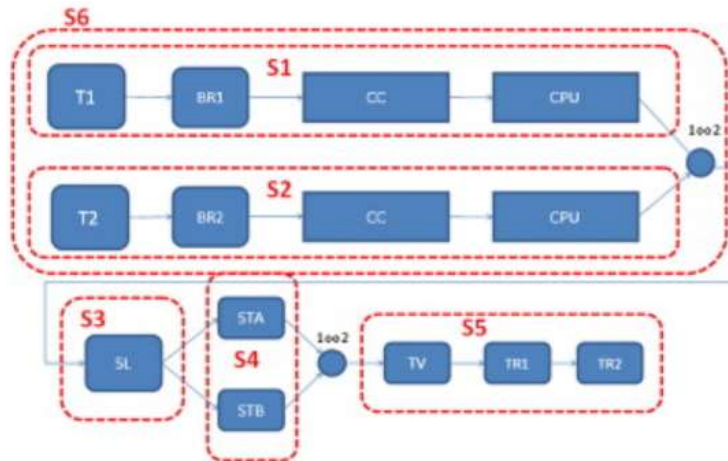 S6
S1
T1
BR1
CC
CPU
1oo2
S2
T2
BR2
CC
CPU
S3
SL
STA
S4
STB
1oo2
S5
TV
TR1
TR2